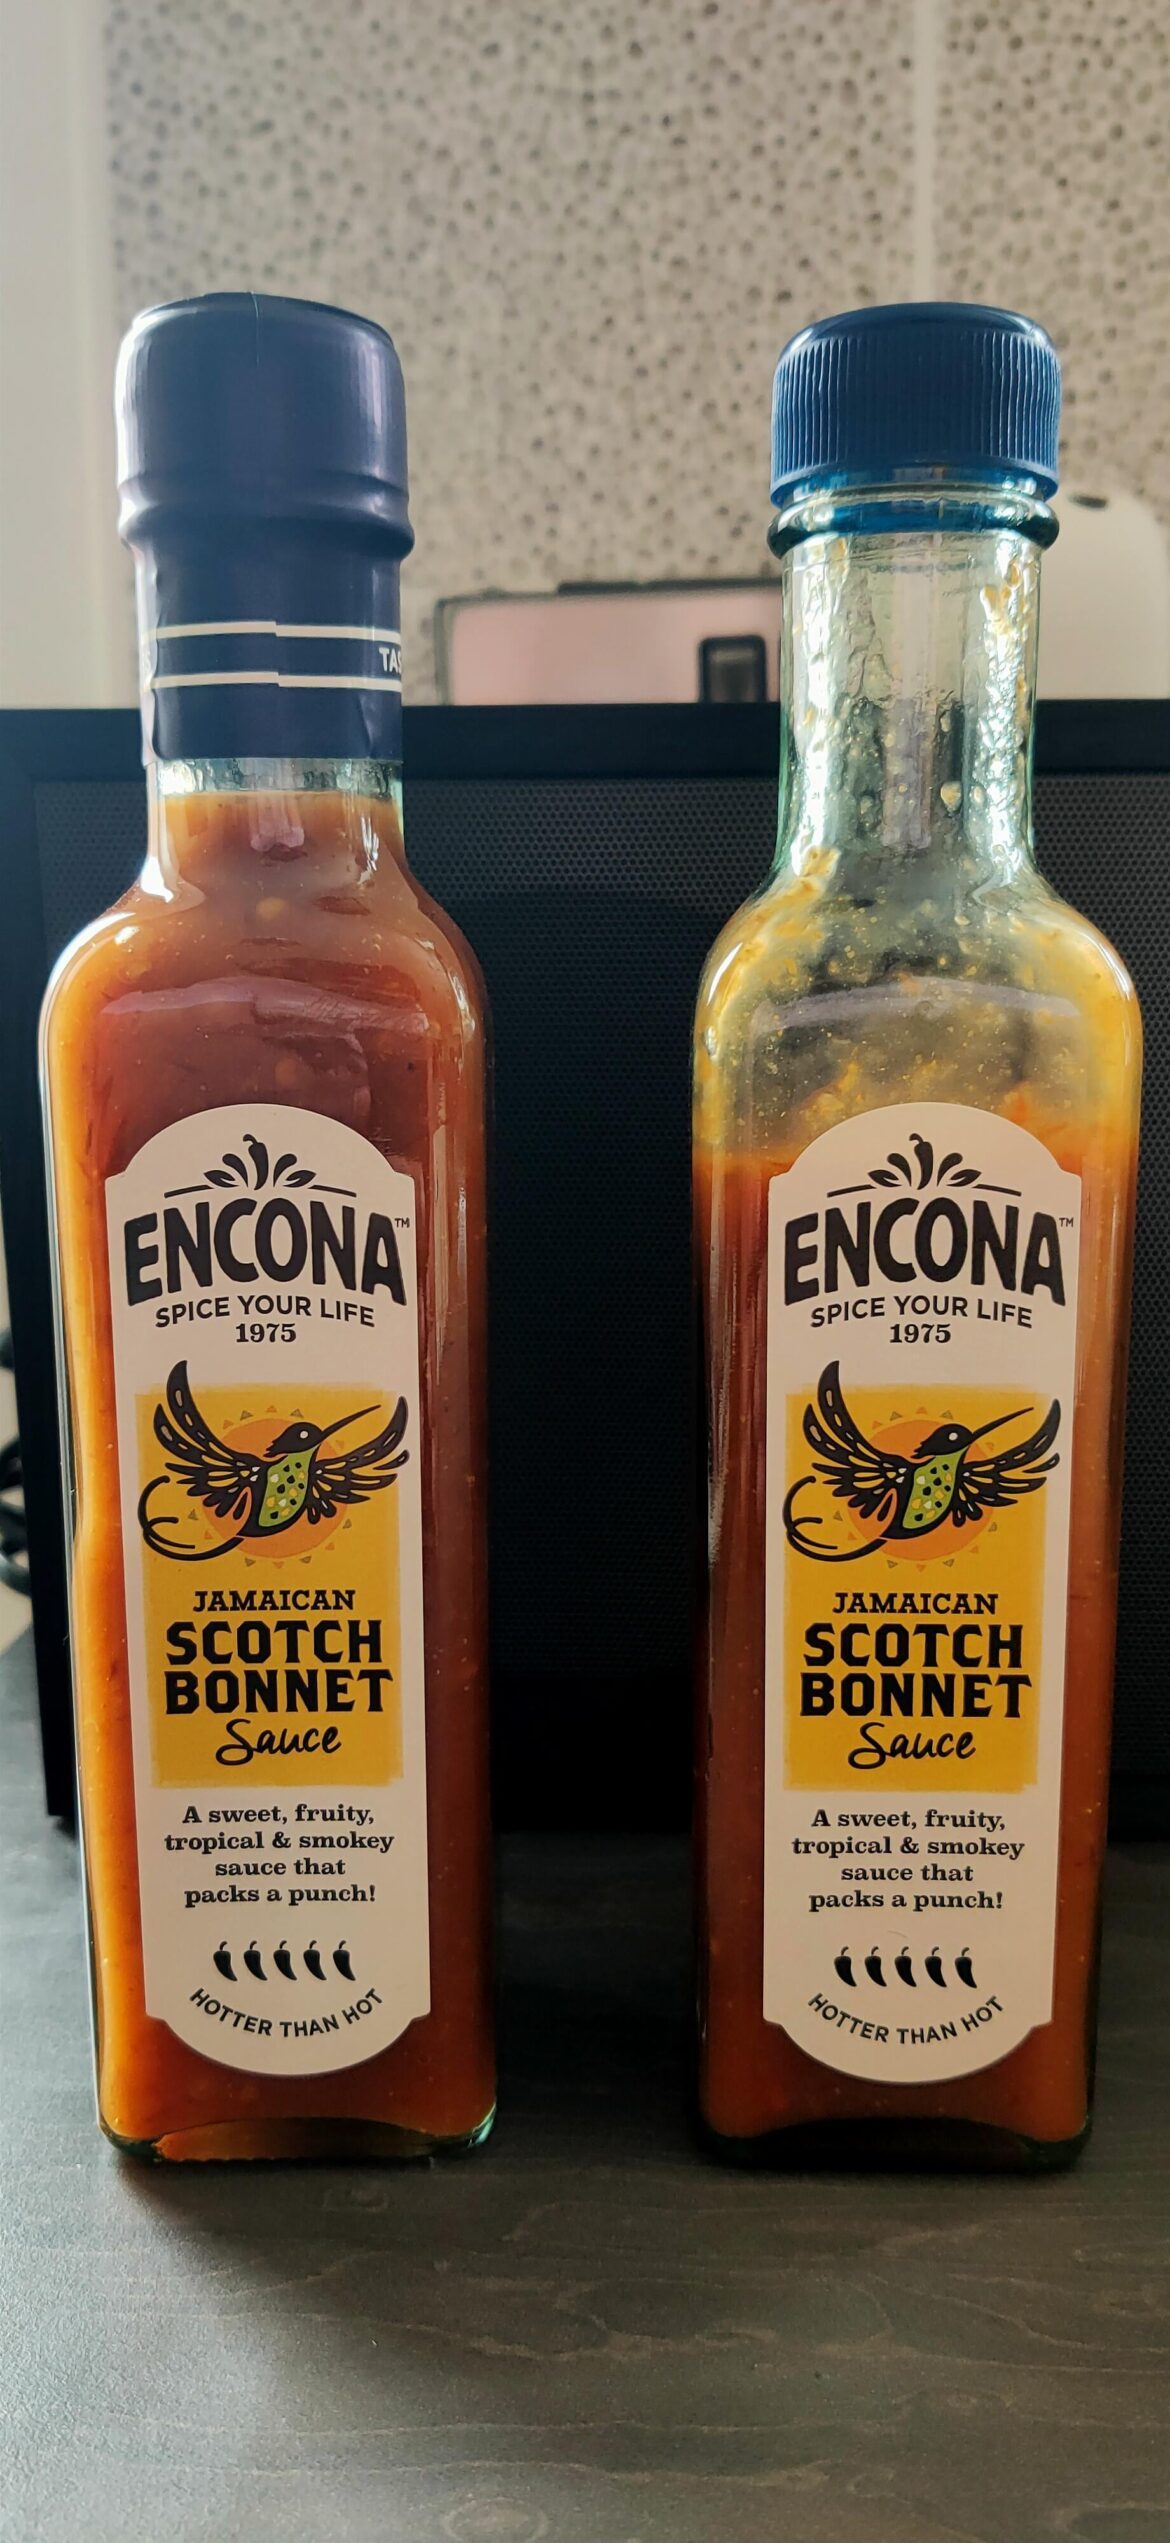 TAS
ENCONA™
SPICE YOUR LIFE
1975
JAMAICAN
SCOTCH
BONNET
Sauce
A sweet, fruity,
tropical & smokey
sauce that
packs a punch!
HOTTER THAN HOT
ENCONA™
SPICE YOUR LIFE
1975
JAMAICAN
SCOTCH
BONNET
Sauce
A sweet, fruity,
tropical & smokey
sauce that
packs a punch!
HOTTER THAN HOT